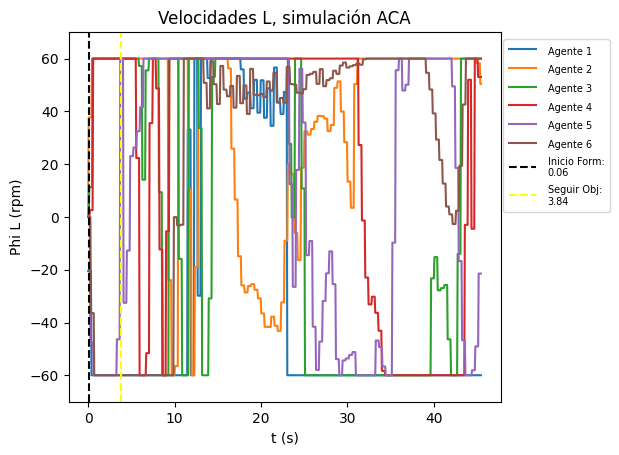 Velocidades L, simulación ACA
Phi L (rpm)
60
40
20
0
−20
−40
−60
0
10
20
30
40
t (s)
Agente 1
Agente 2
Agente 3
Agente 4
Agente 5
Agente 6
Inicio Form:
0.06
Seguir Obj:
3.84